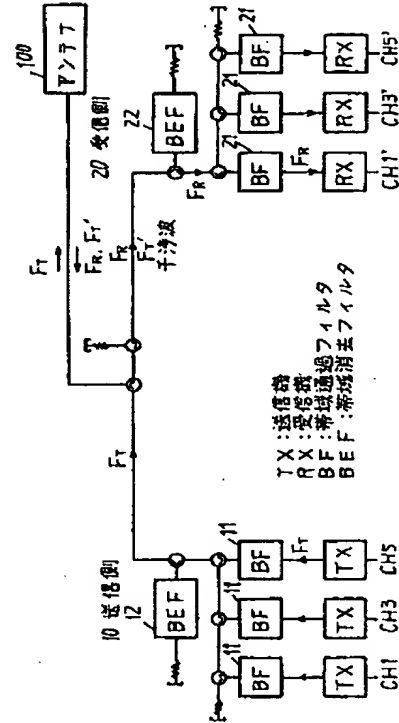 100
アンテナ
FT
FR, FT'
20 受信側
22
BEF
FR
FT'
干渉波
FR
21
BF
21
BF
21
BF
FR
RX
RX
RX
CH1'
CH3'
CH5'
FT
10 送信側
12
BEF
11
BF
11
BF
11
BF
FT
TX
TX
TX
CH1
CH3
CH5
TX:送信機
RX:受信機
BF:帯域通過フィルタ
BEF:帯域消去フィルタ